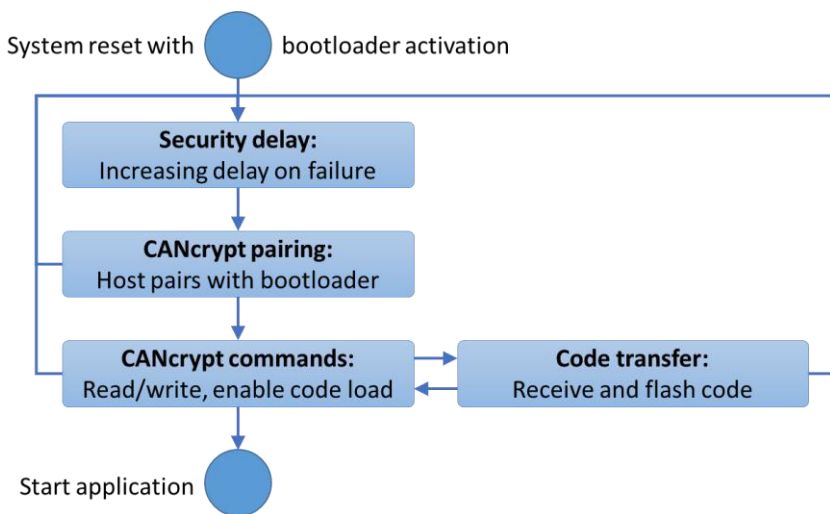 System reset with bootloader activation
Security delay:
Increasing delay on failure
CANcrypt pairing:
Host pairs with bootloader
CANcrypt commands:
Read/write, enable code load
Code transfer:
Receive and flash code
Start application